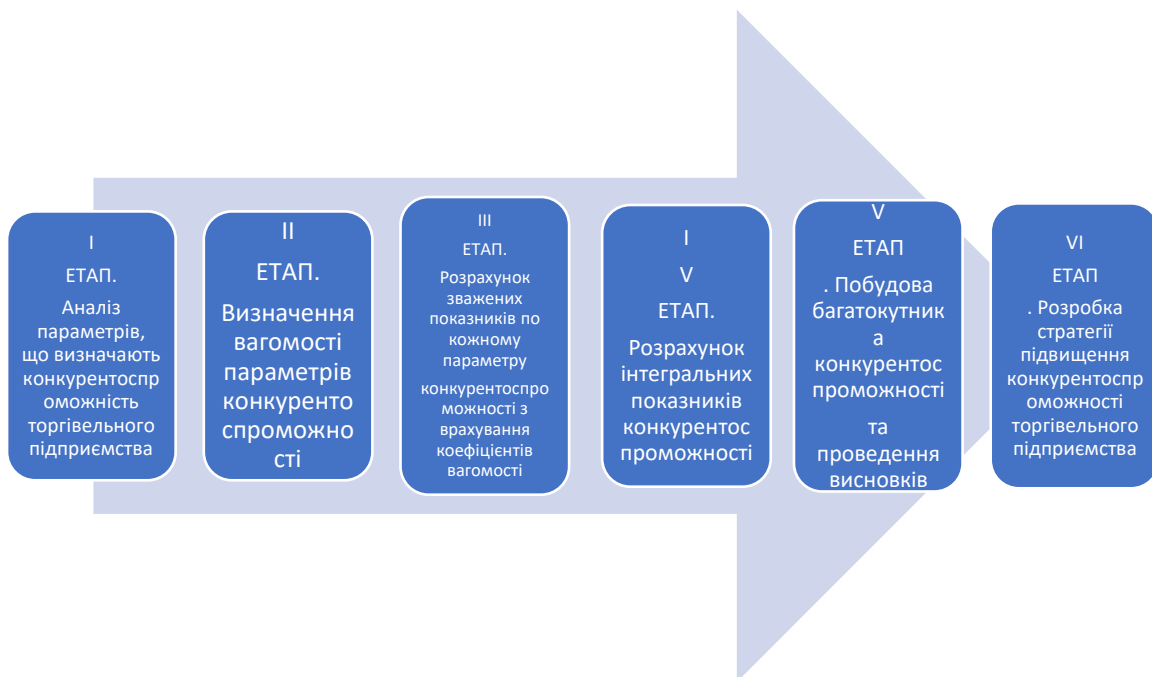 I
ЕТАП.
Аналіз
параметрів,
що визначають
конкурентоспр
оможність
торгівельного
підприємства
II
ЕТАП.
Визначення
вагомості
параметрів
конкуренто
спроможно
сті
III
ЕТАП.
Розрахунок
зважених
показників по
кожному
параметру
конкурентоспро
можності з
врахування
коефіцієнтів
вагомості
I
V
ЕТАП.
Розрахунок
інтегральних
показників
конкурентос
проможності
V
ЕТАП
. Побудова
багатокутник
а
конкурентос
проможності
та
проведення
висновків
VI
ЕТАП
. Розробка
стратегії
підвищення
конкурентоспр
оможності
торгівельного
підприємства